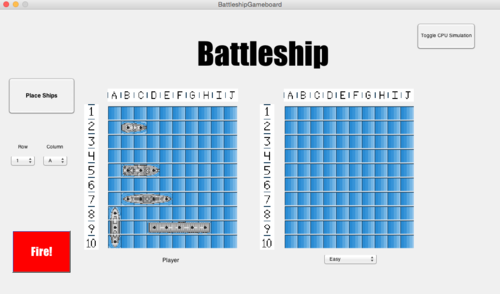 BattleshipGameboard
Toggle CPU Simulation
Battleship
Place Ships
A B C D E F G H I J
A B C D E F G H I J
Row Column
1 A
1
2
3
4
5
6
7
8
9
10
1
2
3
4
5
6
7
8
9
10
Fire!
Player
Easy